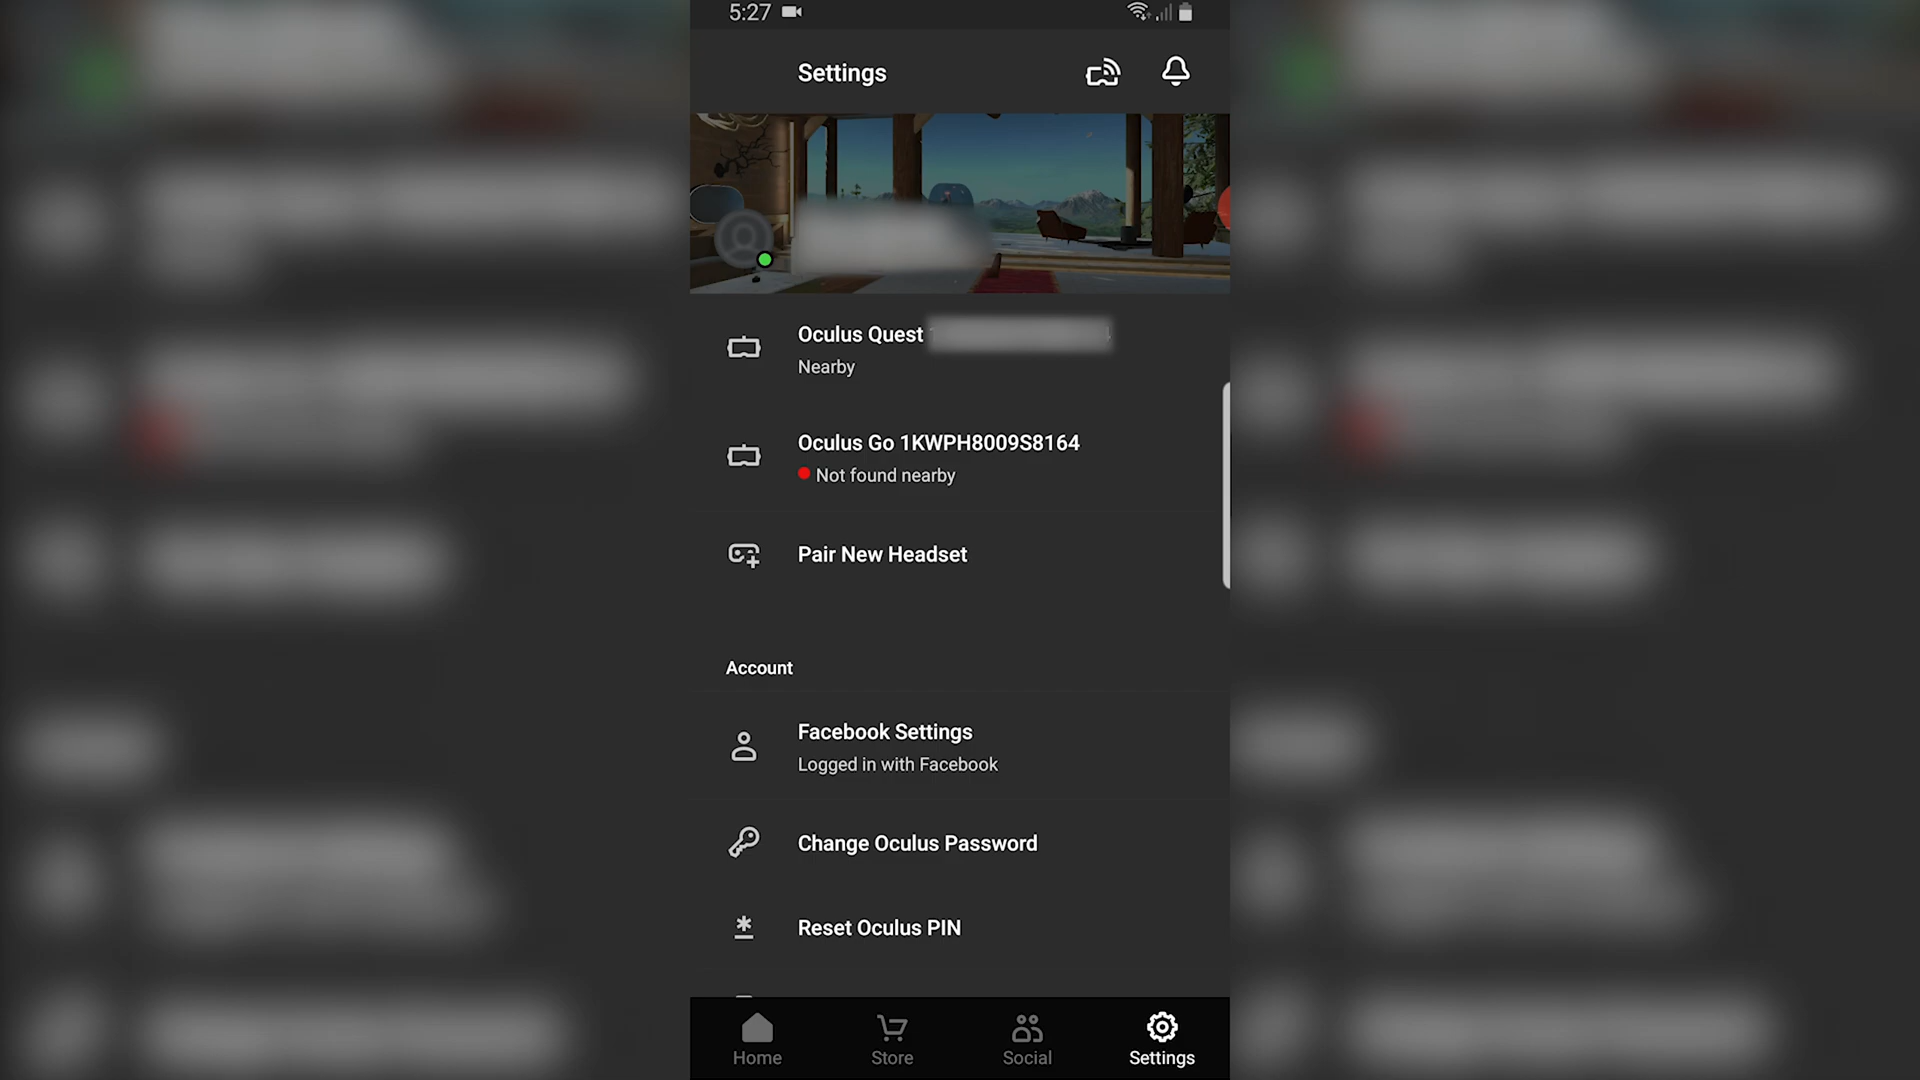 5:27
Settings
Oculus Quest
Nearby
Oculus Go 1KWPH8009S8164
Not found nearby
Pair New Headset
Account
Facebook Settings
Logged in with Facebook
Change Oculus Password
Reset Oculus PIN
Home
Store
Social
Settings